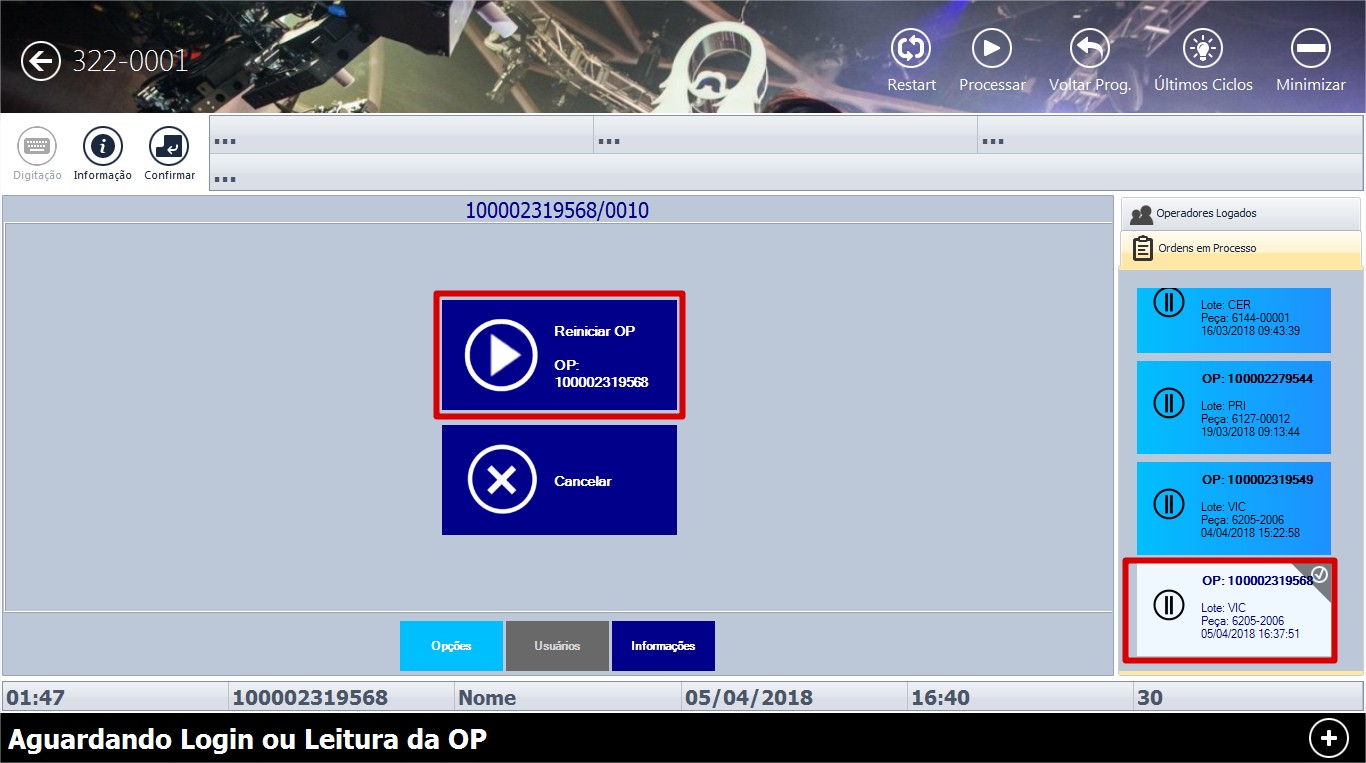 322-0001
Restart
Processar
Voltar Prog.
Últimos Ciclos
Minimizar
Digitação
Informação
Confirmar
...
...
...
...
100002319568/0010
Reiniciar OP
OP:
100002319568
Cancelar
Opções
Usuários
Informações
Operadores Logados
Ordens em Processo
Lote: CER
Peça: 6144-00001
16/03/2018 09:43:39
OP: 100002279544
Lote: PRI
Peça: 6127-00012
19/03/2018 09:13:44
OP: 100002319549
Lote: VIC
Peça: 6205-2006
04/04/2018 15:22:58
OP: 100002319568
Lote: VIC
Peça: 6205-2006
05/04/2018 16:37:51
01:47
100002319568
Nome
05/04/2018
16:40
30
Aguardando Login ou Leitura da OP